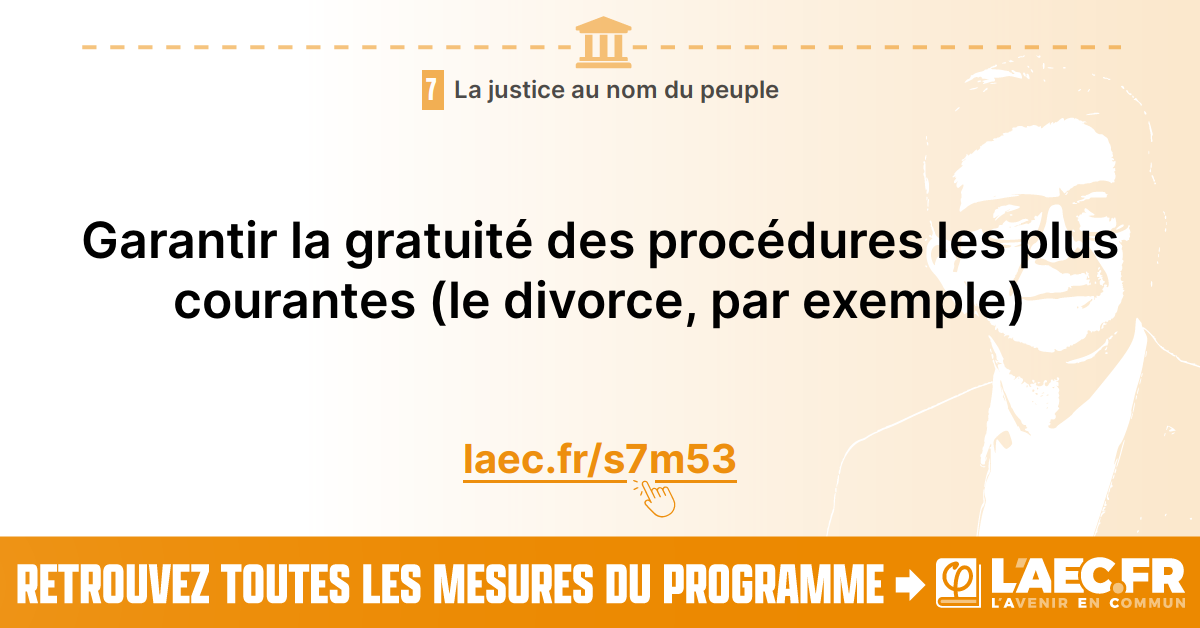 7 La justice au nom du peuple
Garantir la gratuité des procédures les plus
courantes (le divorce, par exemple)
laec.fr/s7m53
RETROUVEZ TOUTES LES MESURES DU PROGRAMME
φ L'AEC.FR
L'AVENIR EN COMMUN